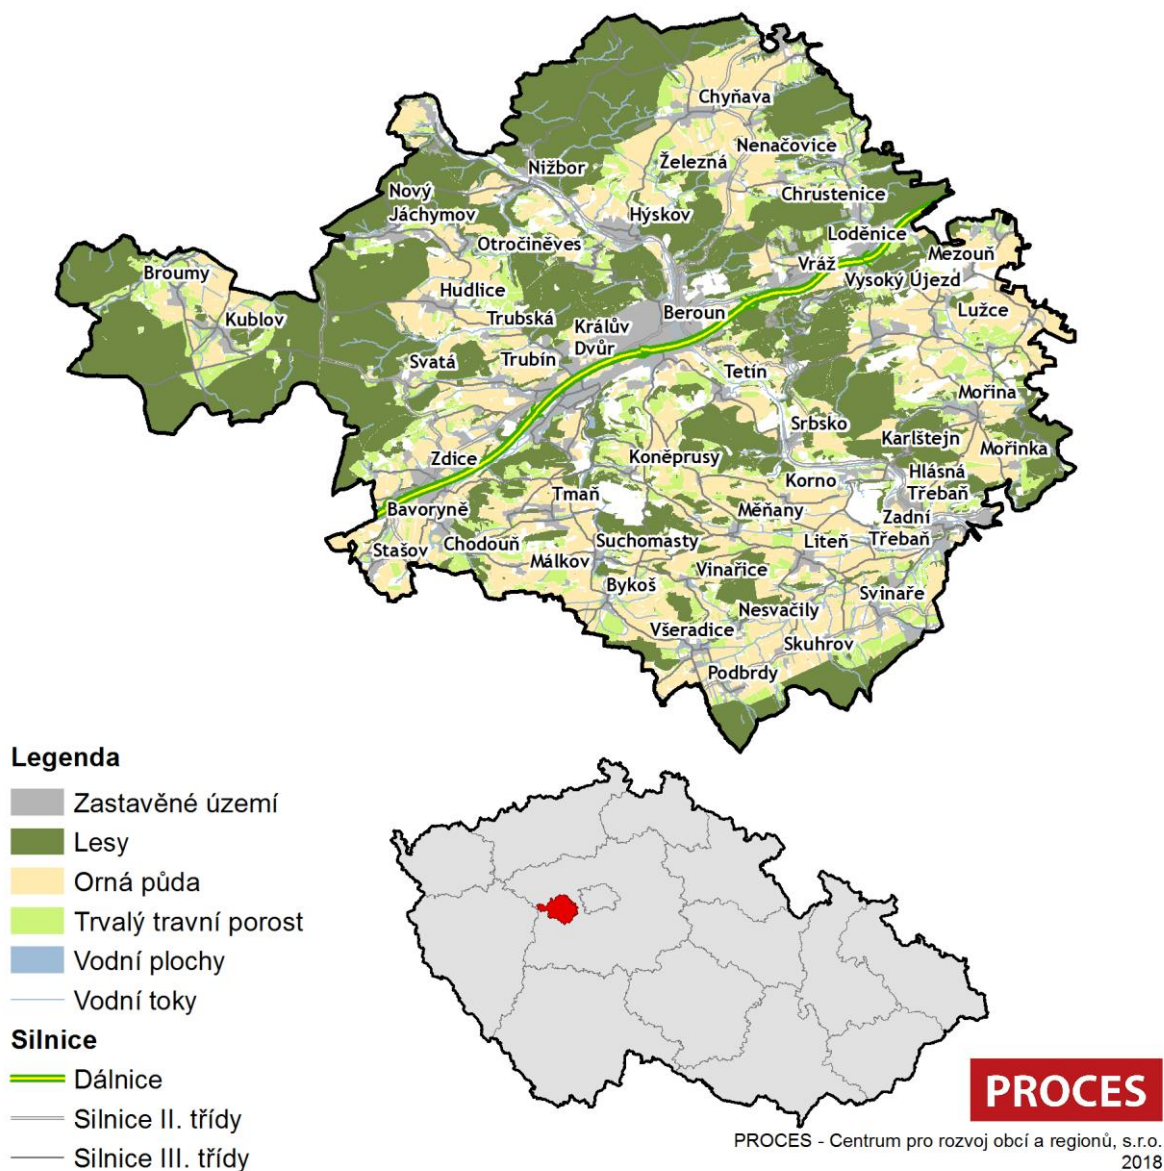 Chyňava
Nenačovice
Železná
Nižbor
Chrustenice
Nový
Jáchymov
Hýskov
Loděnice
Otročiněves
Mezouň
Vráž
Broumy
Vysoký Újezd
Hudlice
Lužce
Beroun
Kublov
Trubská
Králův
Dvůr
Trubín
Svatá
Tetín
Mořina
Srbsko
Karlštejn
Mořinka
Zdice
Koněprusy
Hlásná
Třebaň
Korno
Tmaň
Bavoryně
Měňany
Zadní
Třebaň
Stašov
Chodouň
Suchomasty
Liteň
Málkov
Vinařice
Bykoš
Svinaře
Nesvačily
Všeradice
Skuhrov
Podbrdy
Legenda
Zastavěné území
Lesy
Orná půda
Trvalý travní porost
Vodní plochy
Vodní toky
Silnice
Dálnice
Silnice II. třídy
Silnice III. třídy
PROCES
PROCES - Centrum pro rozvoj obcí a regionů, s.r.o.
2018